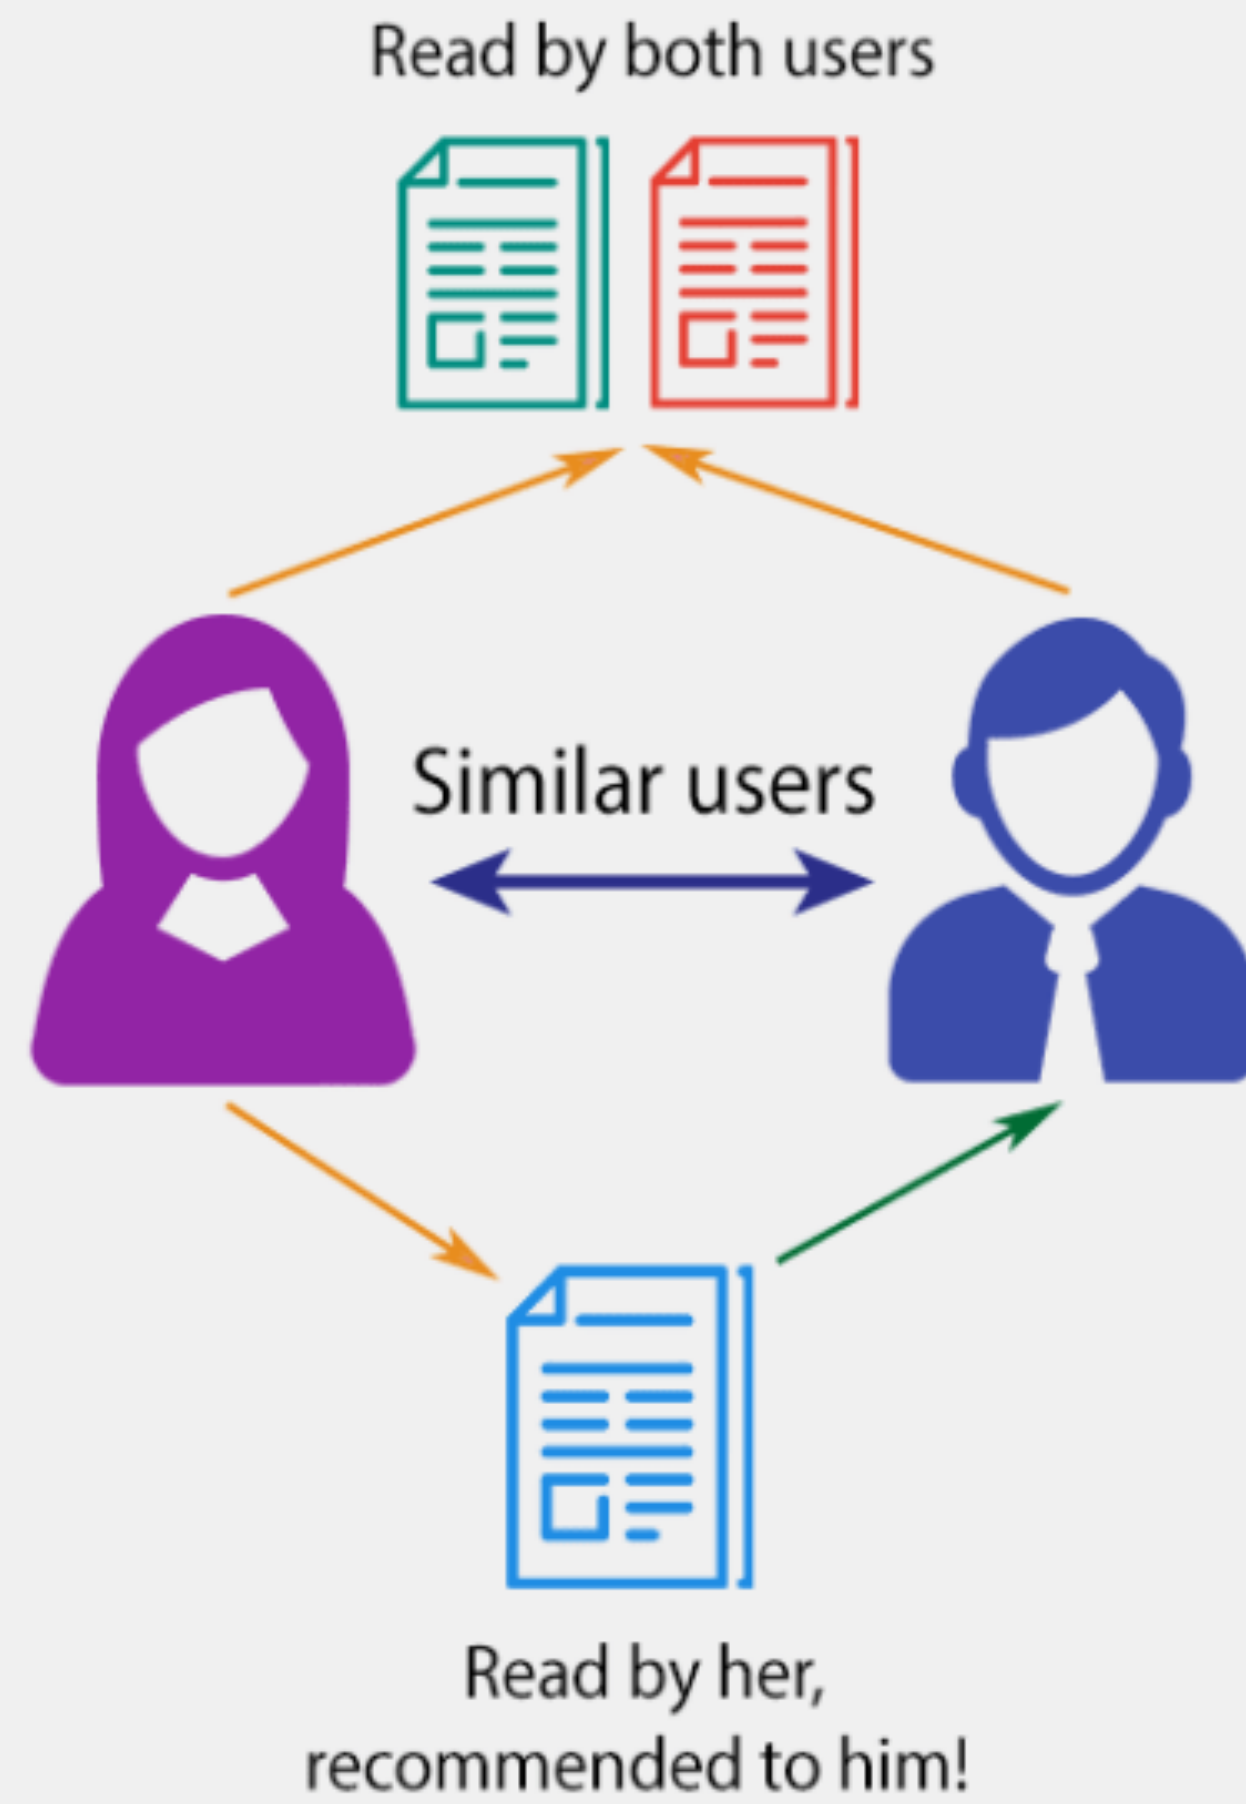 Read by both users
Similar users
Read by her,
recommended to him!